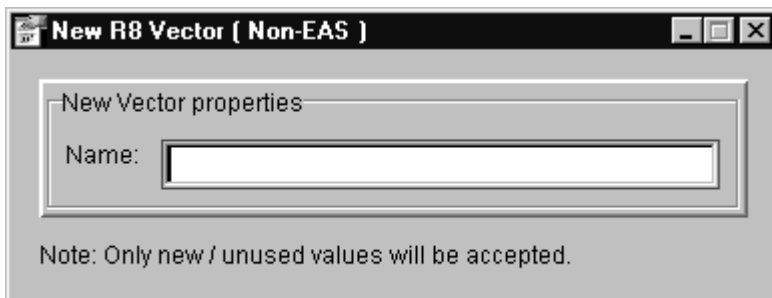 New R8 Vector ( Non-EAS )
New Vector properties
Name:
Note: Only new / unused values will be accepted.